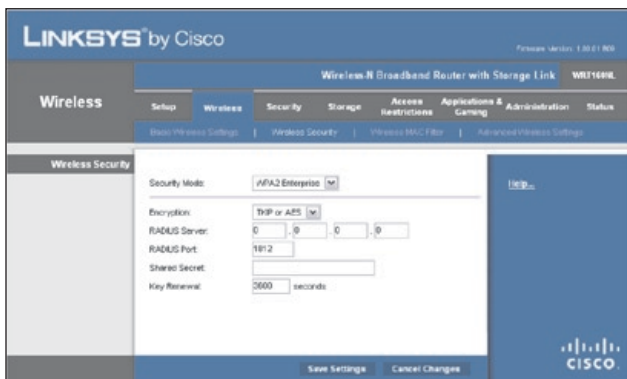 LINKSYS® by Cisco
Firmware Version: 1.00.01 B06
Wireless-N Broadband Router with Storage Link WRT160NL
Wireless
Setup Wireless Security Storage Access Restrictions Applications & Gaming Administration Status
Basic Wireless Settings | Wireless Security | Wireless MAC Filter | Advanced Wireless Settings
Wireless Security
Security Mode: WPA2 Enterprise
Help...
Encryption: TKIP or AES
RADIUS Server: 0 . 0 . 0 . 0
RADIUS Port: 1812
Shared Secret:
Key Renewal: 3600 seconds
Save Settings Cancel Changes
CISCO.